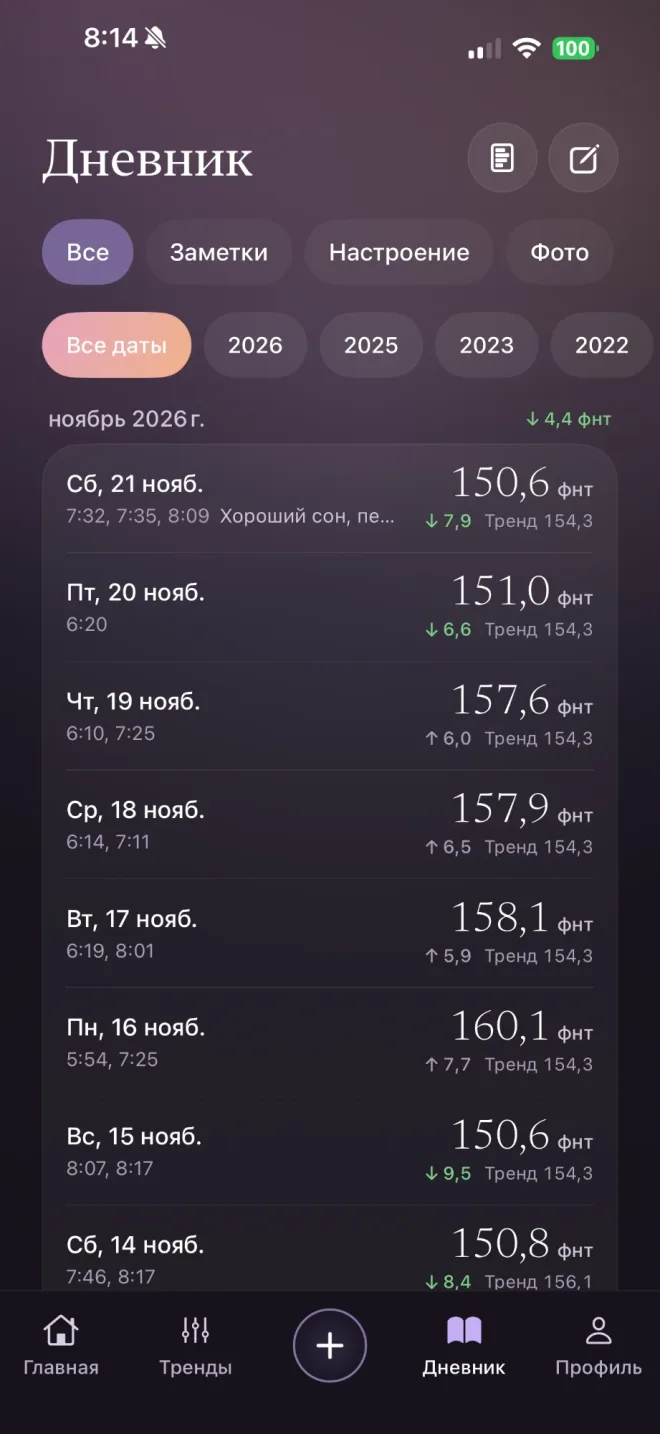 8:14
100
Дневник
Все Заметки Настроение Фото
Все даты 2026 2025 2023 2022
ноябрь 2026 г. ↓ 4,4 фнт
Сб, 21 нояб. 150,6 фнт
7:32, 7:35, 8:09 Хороший сон, пе... ↓ 7,9 Тренд 154,3
Пт, 20 нояб. 151,0 фнт
6:20 ↓ 6,6 Тренд 154,3
Чт, 19 нояб. 157,6 фнт
6:10, 7:25 ↑ 6,0 Тренд 154,3
Ср, 18 нояб. 157,9 фнт
6:14, 7:11 ↑ 6,5 Тренд 154,3
Вт, 17 нояб. 158,1 фнт
6:19, 8:01 ↑ 5,9 Тренд 154,3
Пн, 16 нояб. 160,1 фнт
5:54, 7:25 ↑ 7,7 Тренд 154,3
Вс, 15 нояб. 150,6 фнт
8:07, 8:17 ↓ 9,5 Тренд 154,3
Сб, 14 нояб. 150,8 фнт
7:46, 8:17 ↓ 8,4 Тренд 156,1
Главная Тренды Дневник Профиль